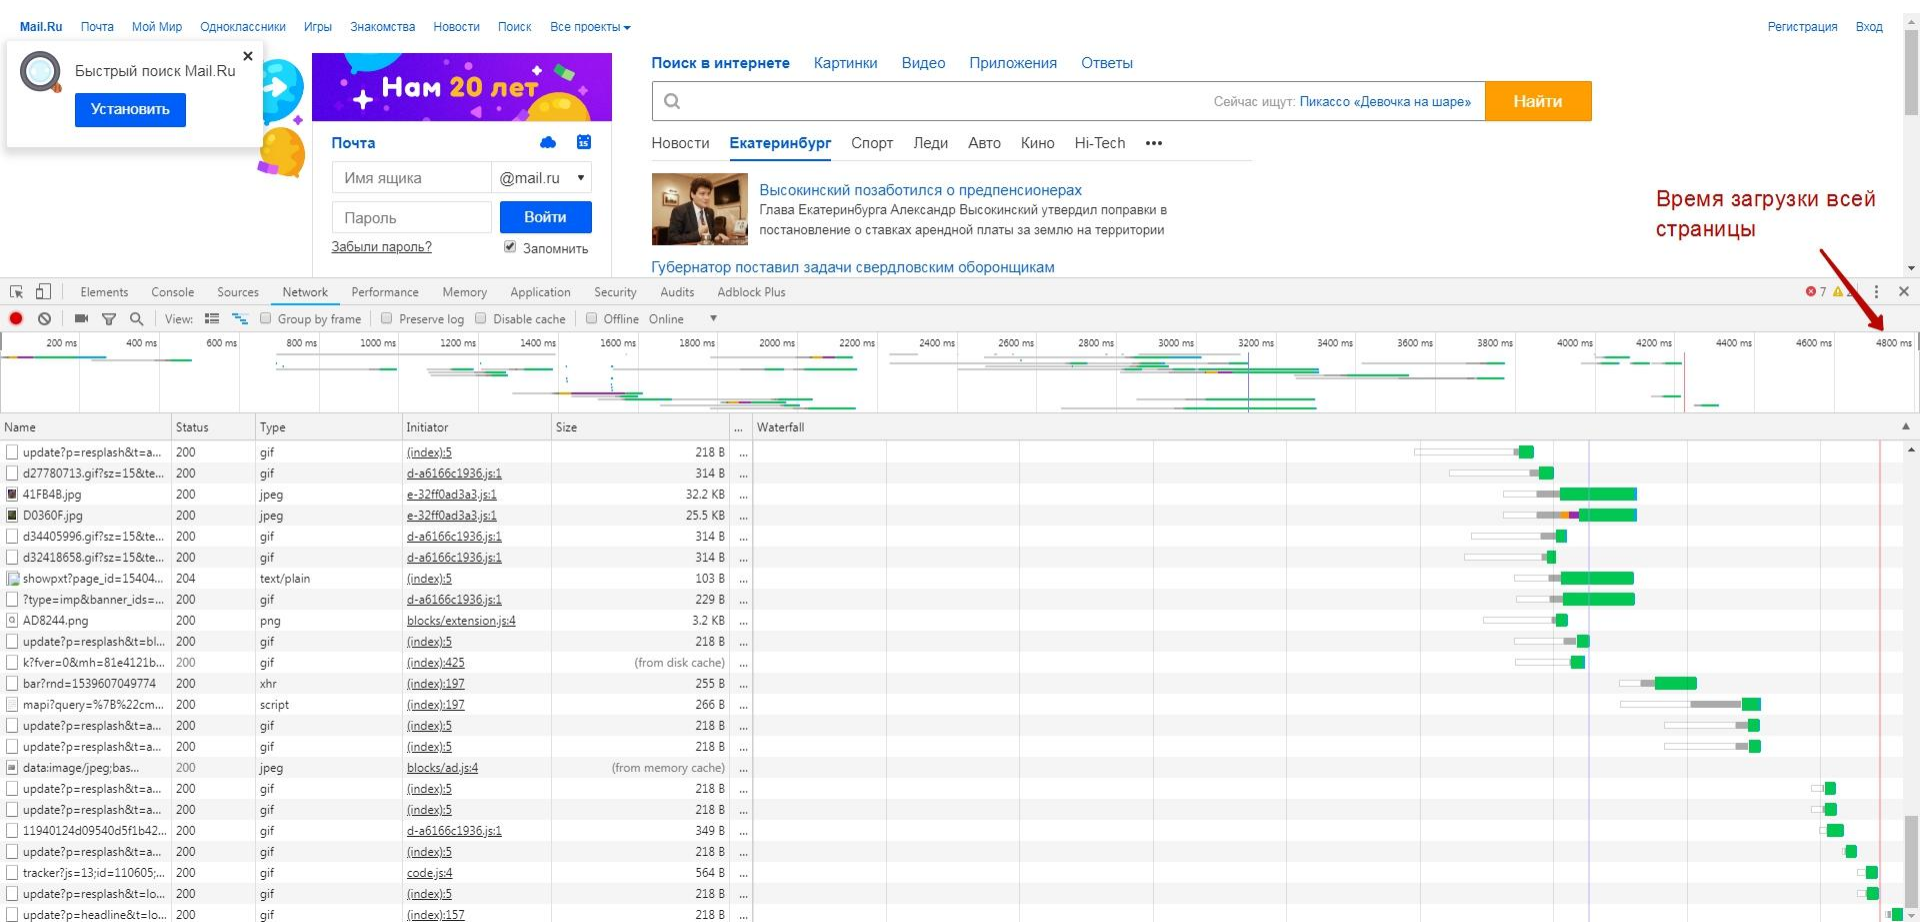 Mail.Ru Почта Мой Мир Одноклассники Игры Знакомства Новости Поиск Все проекты Регистрация Вход
Быстрый поиск Mail.Ru
Установить
Нам 20 лет
Почта 15
Имя ящика @mail.ru
Пароль Войти
Забыли пароль? Запомнить
Поиск в интернете Картинки Видео Приложения Ответы
Сейчас ищут: Пикассо «Девочка на шаре» Найти
Новости Екатеринбург Спорт Леди Авто Кино Hi-Tech •••
Высокинский позаботился о предпенсионерах
Глава Екатеринбурга Александр Высокинский утвердил поправки в
постановление о ставках арендной платы за землю на территории
Губернатор поставил задачи свердловским оборонщикам
Время загрузки всей
страницы
Elements Console Sources Network Performance Memory Application Security Audits Adblock Plus 7
View: Group by frame Preserve log Disable cache Offline Online
200 ms 400 ms 600 ms 800 ms 1000 ms 1200 ms 1400 ms 1600 ms 1800 ms 2000 ms 2200 ms 2400 ms 2600 ms 2800 ms 3000 ms 3200 ms 3400 ms 3600 ms 3800 ms 4000 ms 4200 ms 4400 ms 4600 ms 4800 ms
Name Status Type Initiator Size ... Waterfall
update?p=resplash&t=a... 200 gif (index):5 218 B ...
d27780713.gif?sz=15&te... 200 gif d-a6166c1936.js:1 314 B ...
41FB4B.jpg 200 jpeg e-32ff0ad3a3.js:1 32.2 KB ...
D0360F.jpg 200 jpeg e-32ff0ad3a3.js:1 25.5 KB ...
d34405996.gif?sz=15&te... 200 gif d-a6166c1936.js:1 314 B ...
d32418658.gif?sz=15&te... 200 gif d-a6166c1936.js:1 314 B ...
showpxt?page_id=15404... 204 text/plain (index):5 103 B ...
?type=imp&banner_ids=... 200 gif d-a6166c1936.js:1 229 B ...
AD8244.png 200 png blocks/extension.js:4 3.2 KB ...
update?p=resplash&t=bl... 200 gif (index):5 218 B ...
k?fver=0&mh=81e4121b... 200 gif (index):425 (from disk cache) ...
bar?rnd=1539607049774 200 xhr (index):197 255 B ...
mapi?query=%7B%22cm... 200 script (index):197 266 B ...
update?p=resplash&t=a... 200 gif (index):5 218 B ...
update?p=resplash&t=a... 200 gif (index):5 218 B ...
data:image/jpeg;bas... 200 jpeg blocks/ad.js:4 (from memory cache) ...
update?p=resplash&t=a... 200 gif (index):5 218 B ...
update?p=resplash&t=a... 200 gif (index):5 218 B ...
11940124d09540d5f1b42... 200 gif d-a6166c1936.js:1 349 B ...
update?p=resplash&t=a... 200 gif (index):5 218 B ...
tracker?js=13;id=110605;... 200 gif code.js:4 564 B ...
update?p=resplash&t=lo... 200 gif (index):5 218 B ...
update?p=headline&t=lo... 200 gif (index):157 218 B ...